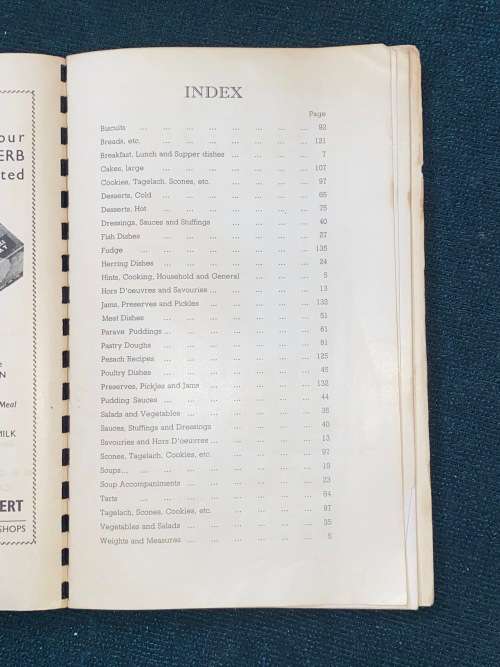 our
ERB
ted
N
Meal
MILK
ERT
SHOPS
INDEX
Page
Biscuits ... ... ... ... ... ... ... ... 92
Breads, etc. ... ... ... ... ... ... ... 121
Breakfast, Lunch and Supper dishes ... ... ... ... 7
Cakes, large ... ... ... ... ... ... ... 107
Cookies, Tagelach, Scones, etc. ... ... ... ... 97
Desserts, Cold ... ... ... ... ... ... ... 65
Desserts, Hot ... ... ... ... ... ... ... 75
Dressings, Sauces and Stuffings ... ... ... ... 40
Fish Dishes ... ... ... ... ... ... ... 27
Fudge ... ... ... ... ... ... ... ... 135
Herring Dishes ... ... ... ... ... ... ... 24
Hints, Cooking, Household and General ... ... ... 5
Hors D'oeuvres and Savouries ... ... ... ... ... 13
Jams, Preserves and Pickles ... ... ... ... ... 132
Meat Dishes ... ... ... ... ... ... ... 51
Parave Puddings ... ... ... ... ... ... ... 61
Pastry Doughs ... ... ... ... ... ... ... 81
Pesach Recipes ... ... ... ... ... ... ... 125
Poultry Dishes ... ... ... ... ... ... ... 45
Preserves, Pickles and Jams ... ... ... ... ... 132
Pudding Sauces ... ... ... ... ... ... ... 44
Salads and Vegetables ... ... ... ... ... ... 35
Sauces, Stuffings and Dressings ... ... ... ... 40
Savouries and Hors D'oeuvres ... ... ... ... ... 13
Scones, Tagelach, Cookies, etc. ... ... ... ... 97
Soups ... ... ... ... ... ... ... ... 19
Soup Accompaniments ... ... ... ... ... ... 23
Tarts ... ... ... ... ... ... ... ... 84
Tagelach, Scones, Cookies, etc. ... ... ... ... 97
Vegetables and Salads ... ... ... ... ... ... 35
Weights and Measures ... ... ... ... ... ... 5